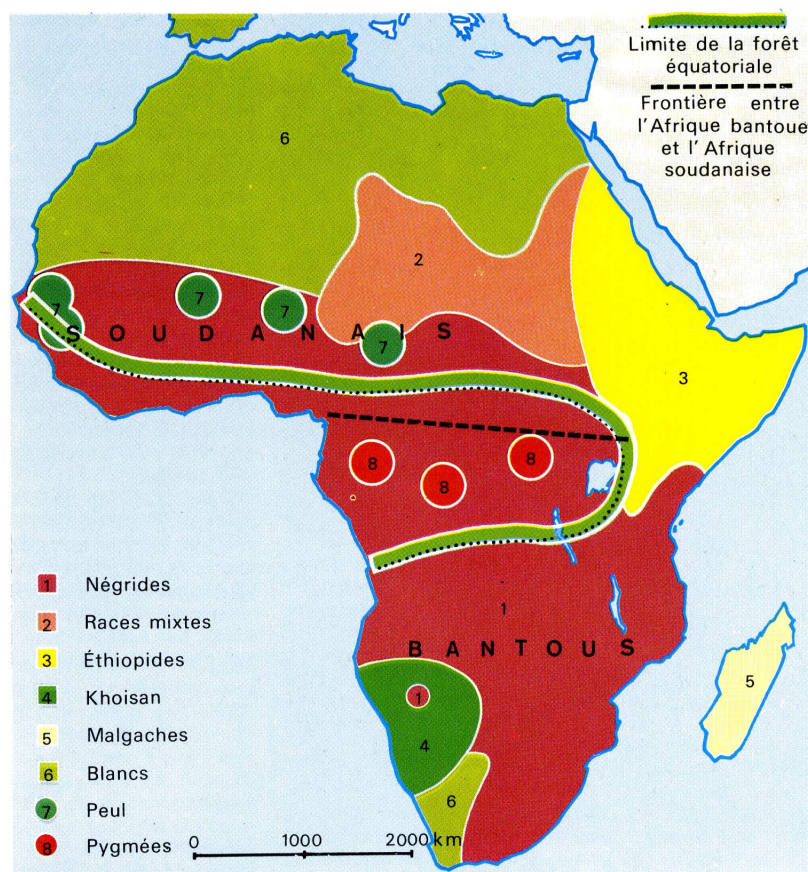 Limite de la forêt
équatoriale
Frontière entre
l'Afrique bantoue
et l'Afrique
soudanaise
6
2
7
7
7
SOUDANAIS
7
3
8
8
8
1
BANTOUS
1
4
5
6
1 Négrides
2 Races mixtes
3 Éthiopides
4 Khoisan
5 Malgaches
6 Blancs
7 Peul
8 Pygmées
0 1000 2000 km